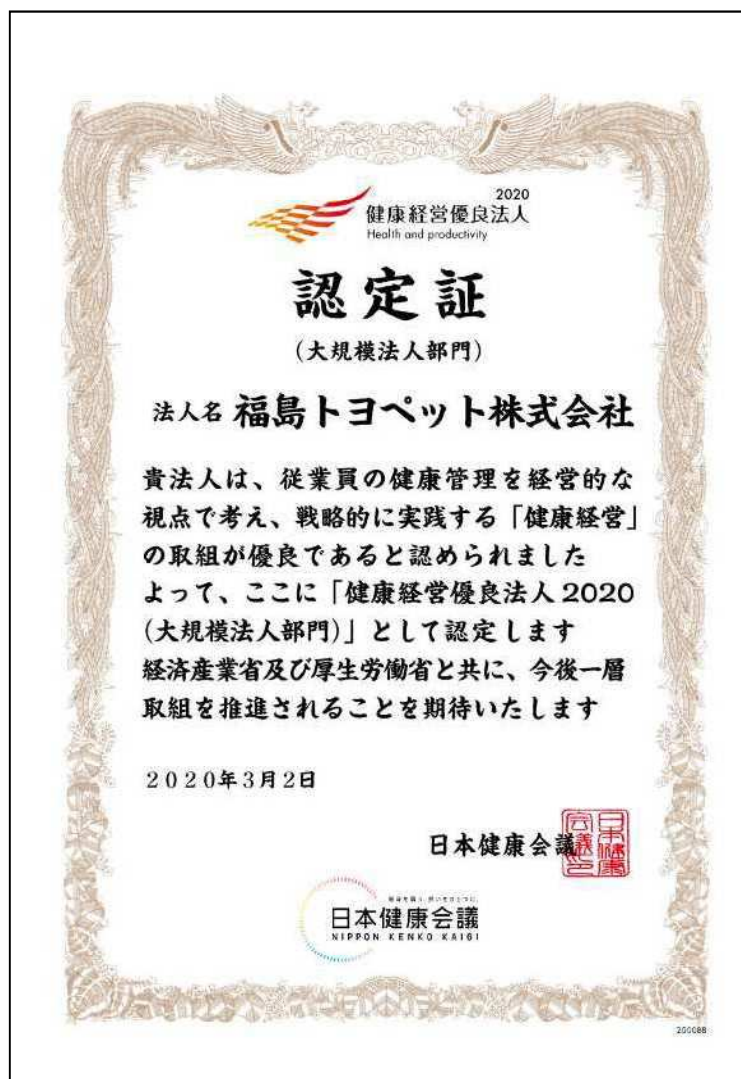 2020
健康経営優良法人
Health and productivity
認定証
(大規模法人部門)
法人名 福島トヨペット株式会社
貴法人は、従業員の健康管理を経営的な
視点で考え、戦略的に実践する「健康経営」
の取組が優良であると認められました
よって、ここに「健康経営優良法人2020
(大規模法人部門)」として認定します
経済産業省及び厚生労働省と共に、今後一層
取組を推進されることを期待いたします
2020年3月2日
日本健康会議
日本健康会議印
日本健康会議
NIPPON KENKO KAIGI
200088